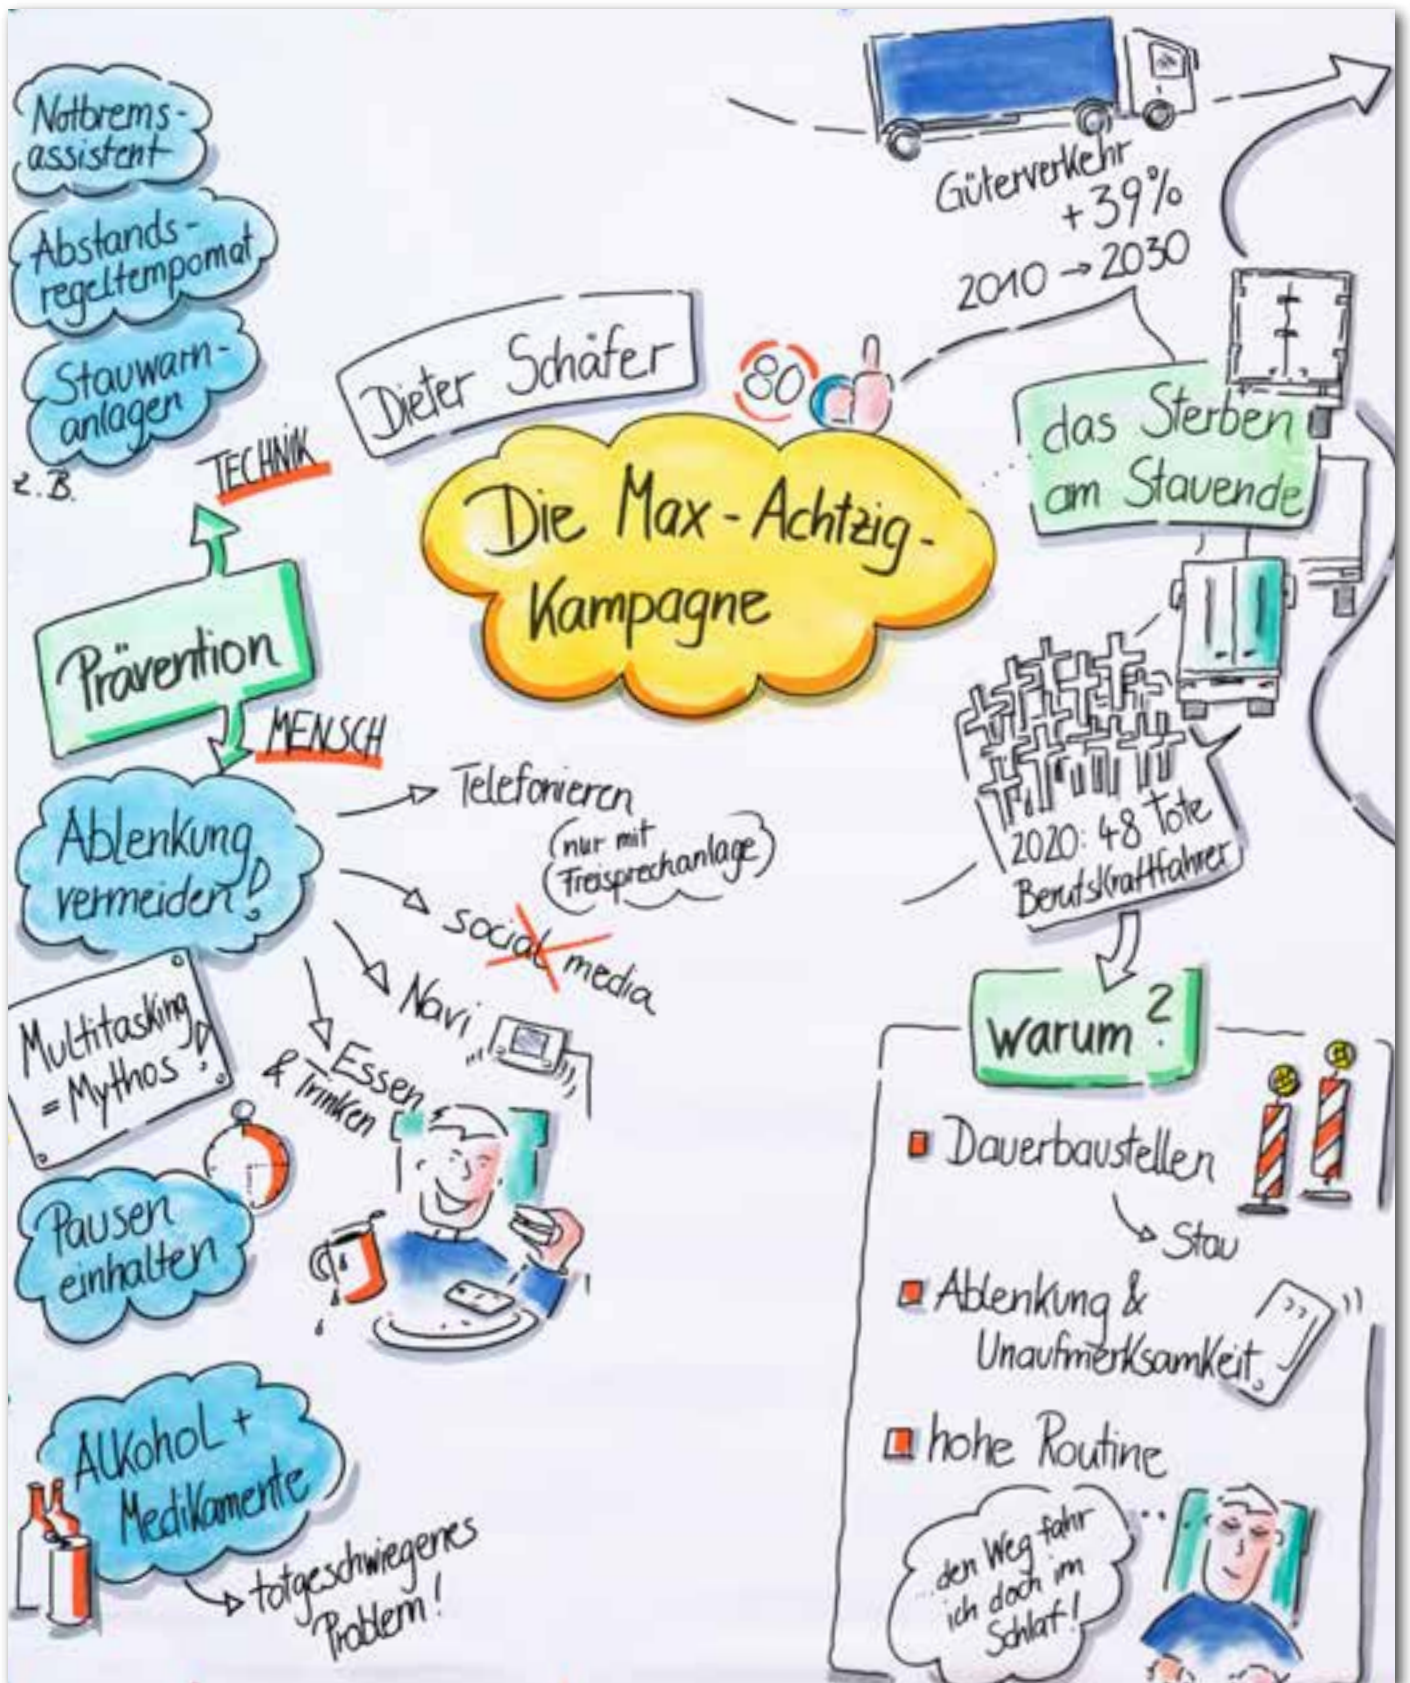 Notbrems-
assistent
Abstands-
regeltempomat
Stauwarn-
anlagen
z.B.
TECHNIK
Prävention
MENSCH
Ablenkung
vermeiden!
Telefonieren
(nur mit
Freisprechanlage)
social media
Navi
Essen
& Trinken
Multitasking
= Mythos!
Pausen
einhalten
Alkohol +
Medikamente
totgeschwiegenes
Problem!
Dieter Schäfer
80
Die Max-Achtzig-
Kampagne
Güterverkehr
+39%
2010 → 2030
das Sterben
am Stauende
2020: 48 Tote
Berufskraftfahrer
warum?
Dauerbaustellen
Stau
Ablenkung &
Unaufmerksamkeit
hohe Routine
...den Weg fahr
ich doch im
Schlaf!